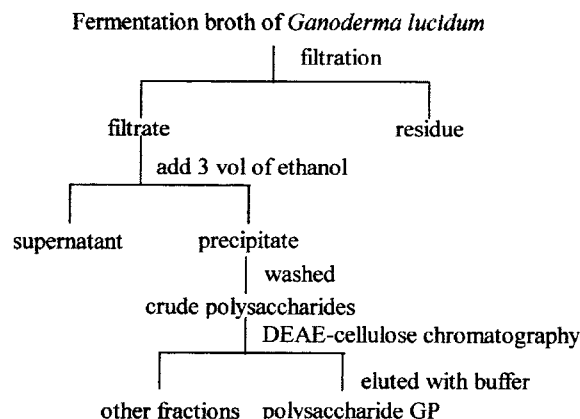 Fermentation broth of Ganoderma lucidum
filtration
filtrate residue
add 3 vol of ethanol
supernatant precipitate
washed
crude polysaccharides
DEAE-cellulose chromatography
eluted with buffer
other fractions polysaccharide GP